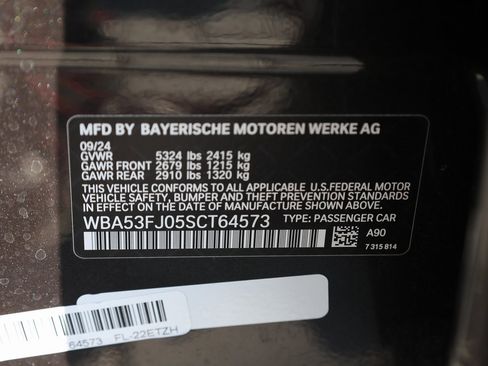 MFD BY BAYERISCHE MOTOREN WERKE AG
09/24
GVWR 5324 lbs 2415 kg
GAWR FRONT 2679 lbs 1215 kg
GAWR REAR 2910 lbs 1320 kg
THIS VEHICLE CONFORMS TO ALL APPLICABLE U.S.FEDERAL MOTOR
VEHICLE SAFETY, BUMPER, AND THEFT PREVENTION STANDARDS
IN EFFECT ON THE DATE OF MANUFACTURE SHOWN ABOVE.
WBA53FJ05SCT64573 TYPE: PASSENGER CAR
A90
7 315 814
64573 FL-22ETZH